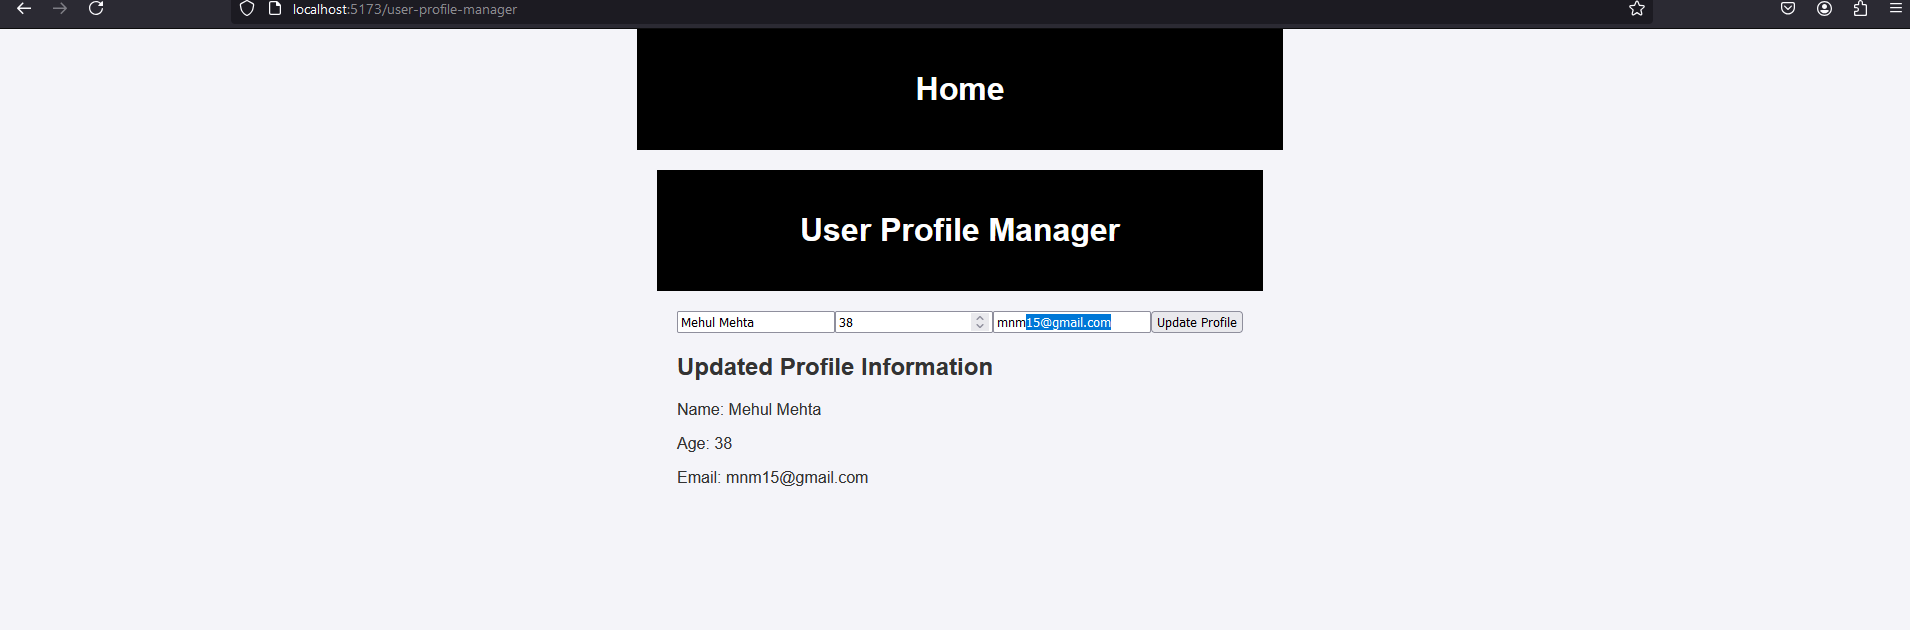 localhost:5173/user-profile-manager
Home
User Profile Manager
Mehul Mehta 38 mnm15@gmail.com Update Profile
Updated Profile Information
Name: Mehul Mehta
Age: 38
Email: mnm15@gmail.com